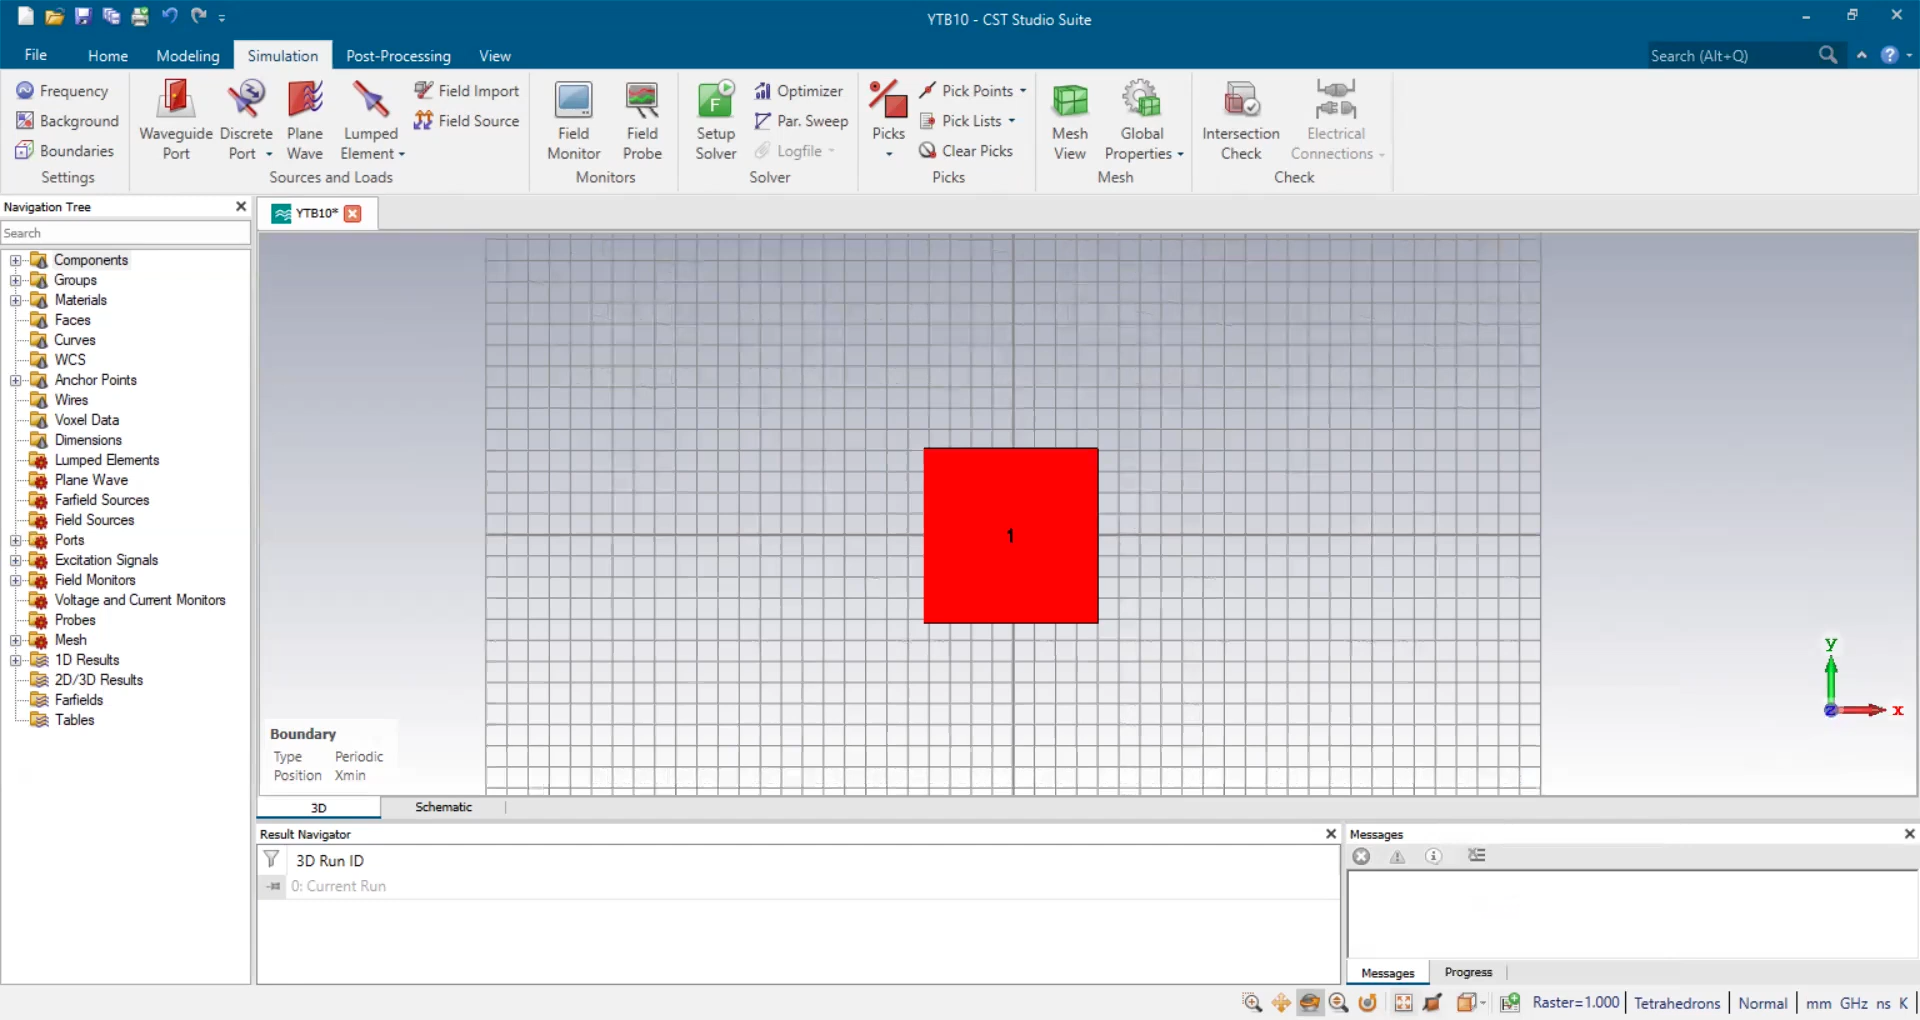 YTB10 - CST Studio Suite
File
Home
Modeling
Simulation
Post-Processing
View
Search (Alt+Q)
Frequency
Background
Boundaries
Settings
Waveguide
Port
Discrete
Port
Plane
Wave
Lumped
Element
Field Import
Field Source
Sources and Loads
Field
Monitor
Field
Probe
Monitors
F
Setup
Solver
Optimizer
Par. Sweep
Logfile
Solver
Picks
Pick Points
Pick Lists
Clear Picks
Picks
Mesh
View
Global
Properties
Mesh
Intersection
Check
Electrical
Connections
Check
Navigation Tree
YTB10*
Search
Components
Groups
Materials
Faces
Curves
WCS
Anchor Points
Wires
Voxel Data
Dimensions
Lumped Elements
Plane Wave
Farfield Sources
Field Sources
Ports
Excitation Signals
Field Monitors
Voltage and Current Monitors
Probes
Mesh
1D Results
2D/3D Results
Farfields
Tables
1
y
x
z
Boundary
Type Periodic
Position Xmin
3D
Schematic
Result Navigator
3D Run ID
0: Current Run
Messages
Messages
Progress
Raster=1.000
Tetrahedrons
Normal
mm GHz ns K